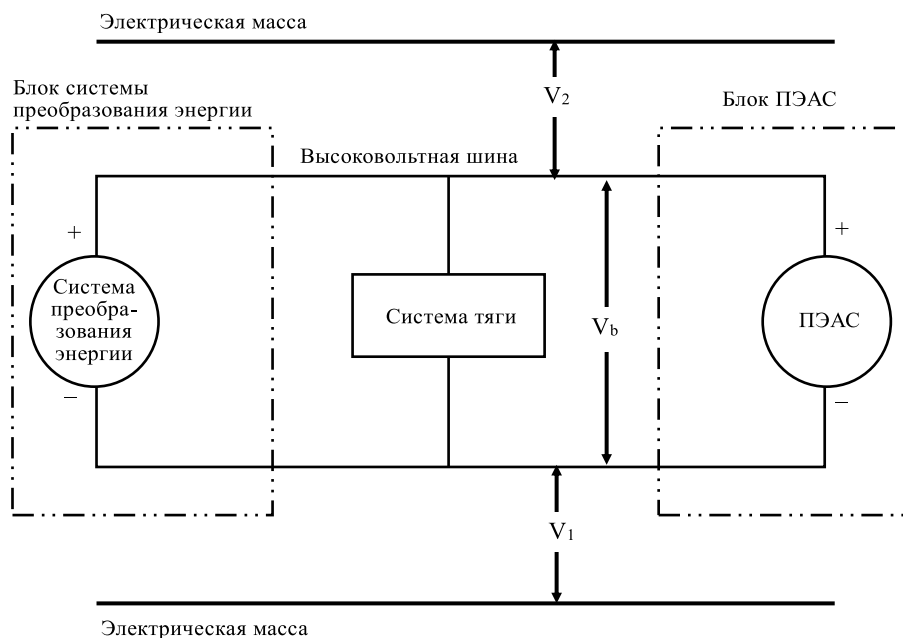 Электрическая масса
V2
Блок системы
преобразования энергии
Блок ПЭАС
Высоковольтная шина
+
+
Система
преобра-
зования
энергии
Система тяги
Vb
ПЭАС
–
–
V1
Электрическая масса